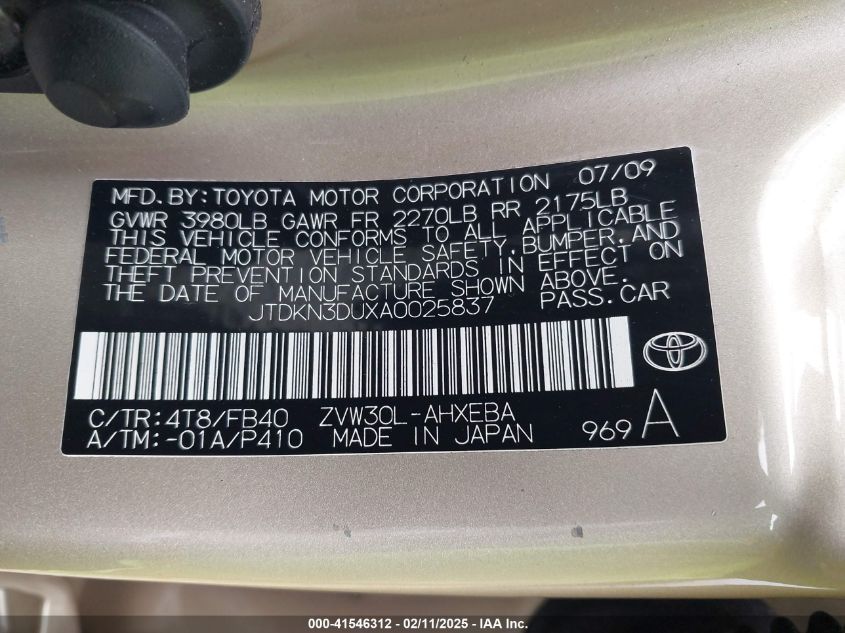 MFD.BY:TOYOTA MOTOR CORPORATION 07/09
GVWR 3980LB GAWR FR 2270LB RR 2175LB
THIS VEHICLE CONFORMS TO ALL APPLICABLE
FEDERAL MOTOR VEHICLE SAFETY,BUMPER,AND
THEFT PREVENTION STANDARDS IN EFFECT ON
THE DATE OF MANUFACTURE SHOWN ABOVE.
JTDKN3DUXA0025837 PASS.CAR
C/TR:4T8/FB40 ZVW30L-AHXEBA
A/TM:-01A/P410 MADE IN JAPAN 969 A
000-41546312 - 02/11/2025 - IAA Inc.